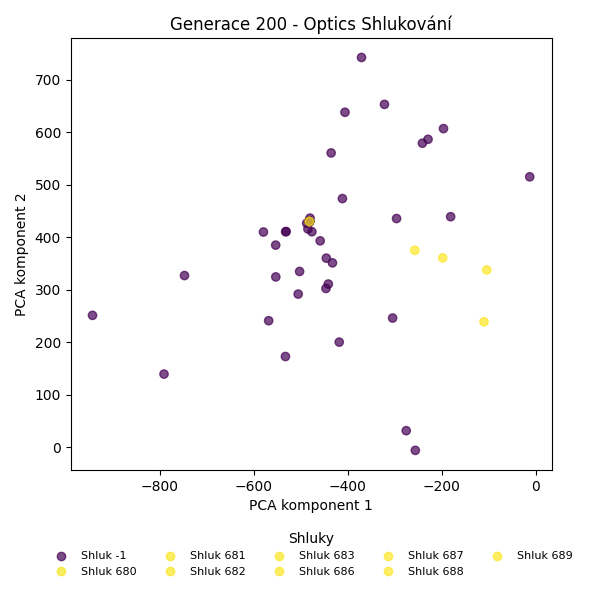 Generace 200 - Optics Shlukování
700
600
500
400
300
200
100
0
PCA komponent 2
−800 −600 −400 −200 0
PCA komponent 1
Shluky
Shluk -1 Shluk 681 Shluk 683 Shluk 687 Shluk 689
Shluk 680 Shluk 682 Shluk 686 Shluk 688